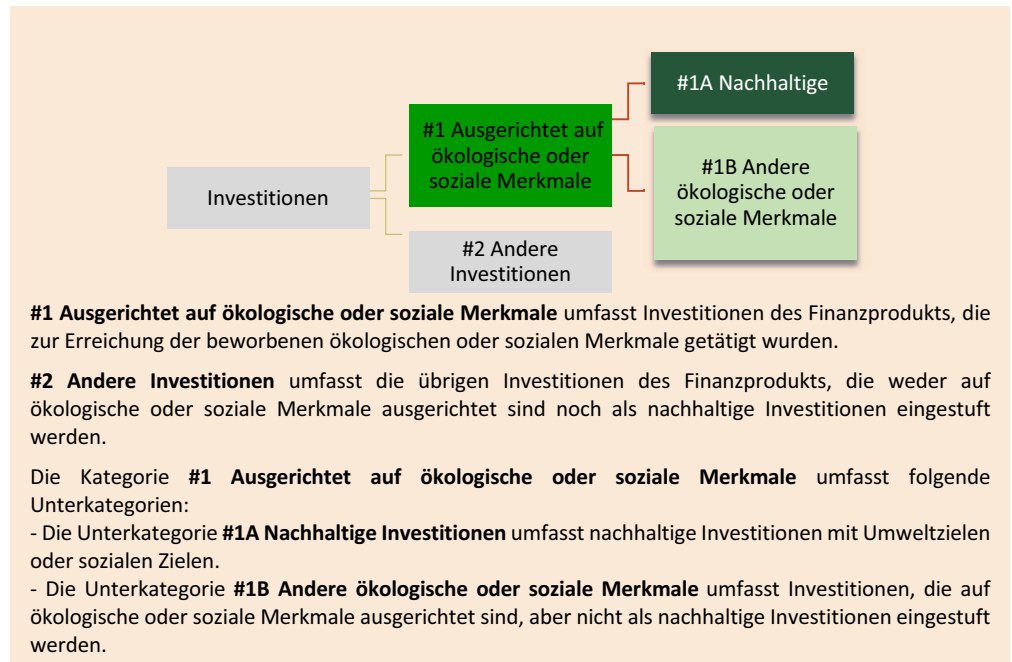 #1A Nachhaltige
#1 Ausgerichtet auf
ökologische oder
soziale Merkmale
#1B Andere
ökologische oder
soziale Merkmale
Investitionen
#2 Andere
Investitionen
#1 Ausgerichtet auf ökologische oder soziale Merkmale umfasst Investitionen des Finanzprodukts, die
zur Erreichung der beworbenen ökologischen oder sozialen Merkmale getätigt wurden.
#2 Andere Investitionen umfasst die übrigen Investitionen des Finanzprodukts, die weder auf
ökologische oder soziale Merkmale ausgerichtet sind noch als nachhaltige Investitionen eingestuft
werden.
Die Kategorie #1 Ausgerichtet auf ökologische oder soziale Merkmale umfasst folgende
Unterkategorien:
- Die Unterkategorie #1A Nachhaltige Investitionen umfasst nachhaltige Investitionen mit Umweltzielen
oder sozialen Zielen.
- Die Unterkategorie #1B Andere ökologische oder soziale Merkmale umfasst Investitionen, die auf
ökologische oder soziale Merkmale ausgerichtet sind, aber nicht als nachhaltige Investitionen eingestuft
werden.